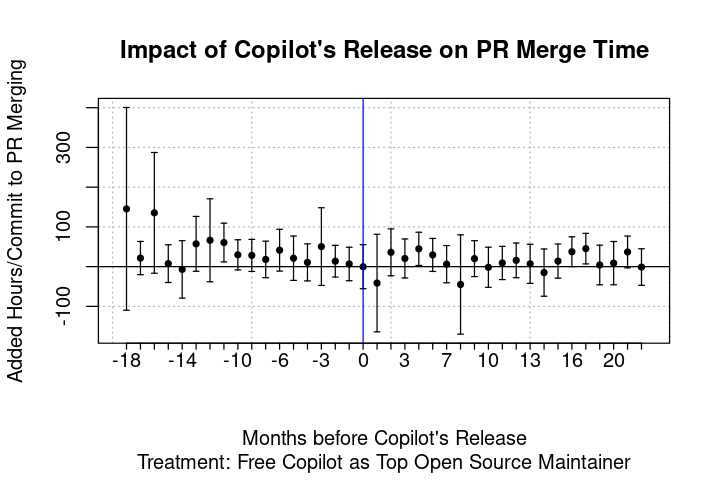 Impact of Copilot's Release on PR Merge Time
Added Hours/Commit to PR Merging
300
100
-100
-18 -14 -10 -6 -3 0 3 7 10 13 16 20
Months before Copilot's Release
Treatment: Free Copilot as Top Open Source Maintainer